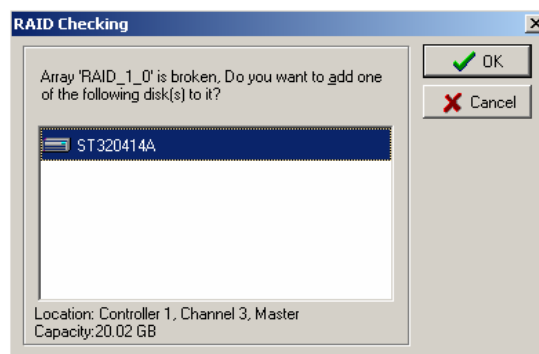 RAID Checking
Array 'RAID_1_0' is broken, Do you want to add one
of the following disk(s) to it?
OK
Cancel
ST320414A
Location: Controller 1, Channel 3, Master
Capacity:20.02 GB